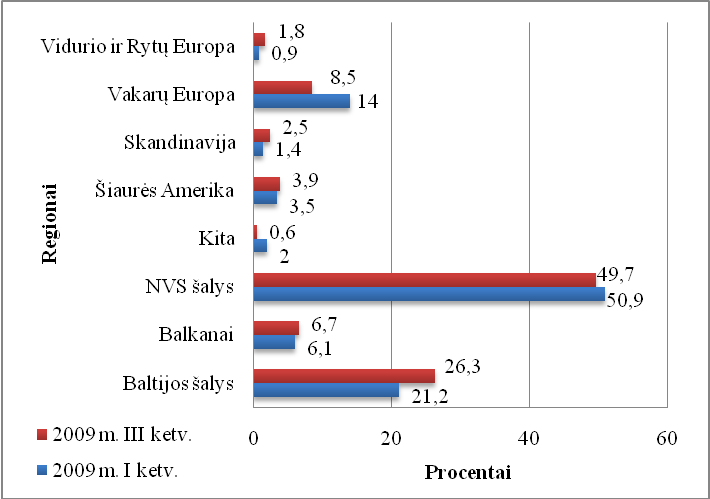 Regionai
Vidurio ir Rytų Europa
1,8
0,9
Vakarų Europa
8,5
14
Skandinavija
2,5
1,4
Šiaurės Amerika
3,9
3,5
Kita
0,6
2
NVS šalys
49,7
50,9
Balkanai
6,7
6,1
Baltijos šalys
26,3
21,2
0 20 40 60
Procentai
2009 m. III ketv.
2009 m. I ketv.